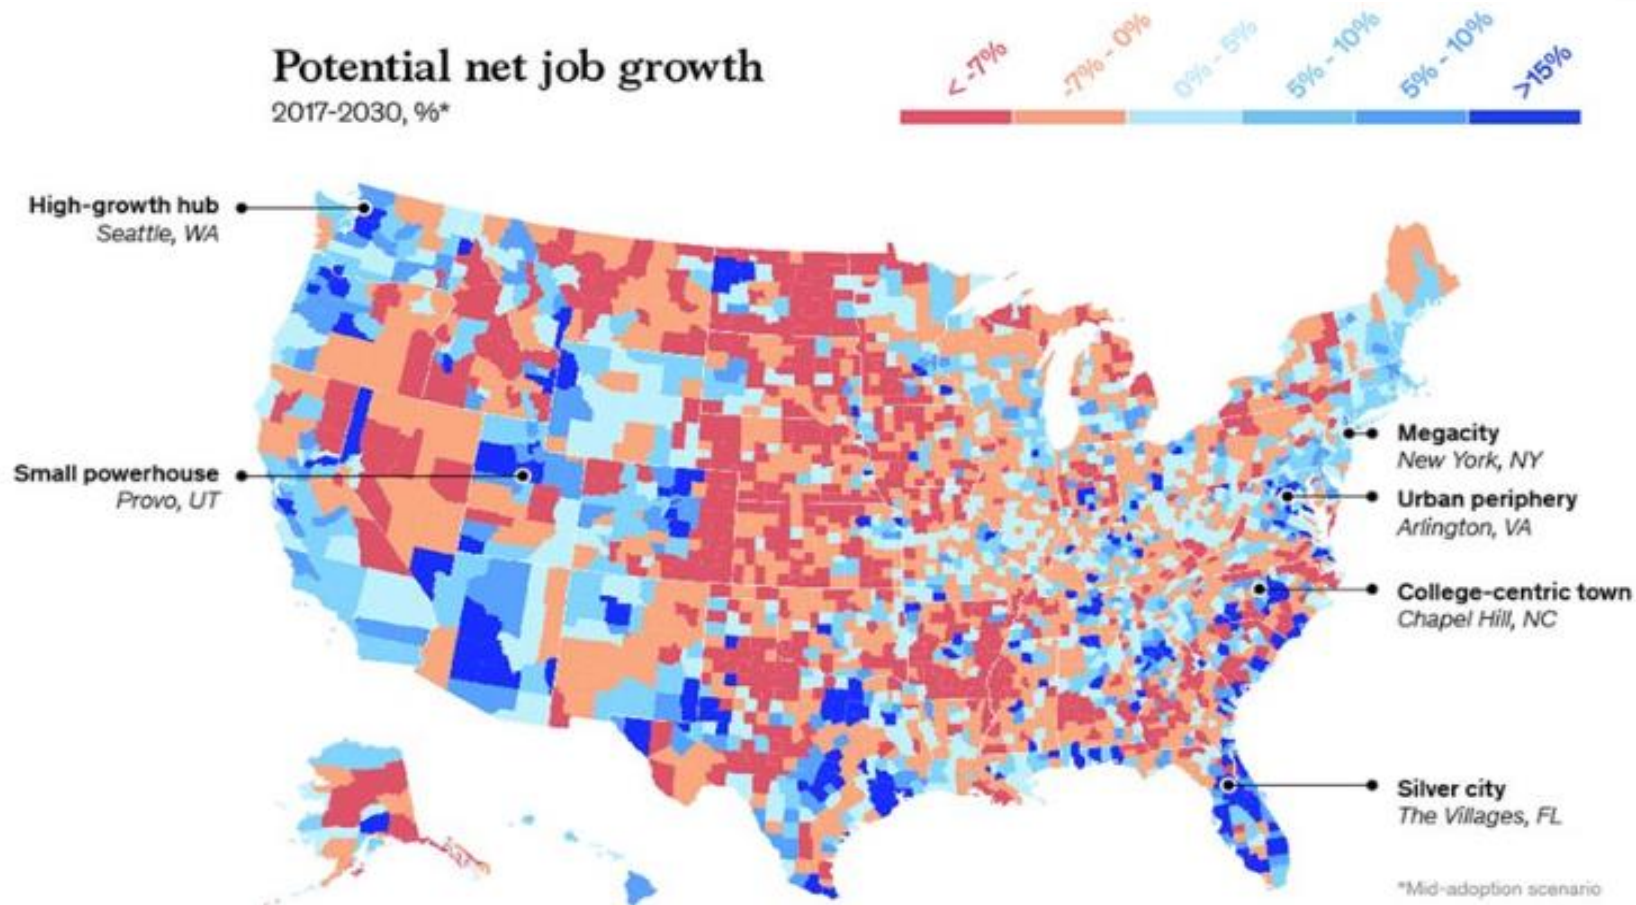 Potential net job growth
2017-2030, %*
< -7%
-7% - 0%
0% - 5%
5% - 10%
5% - 10%
>15%
High-growth hub
Seattle, WA
Small powerhouse
Provo, UT
Megacity
New York, NY
Urban periphery
Arlington, VA
College-centric town
Chapel Hill, NC
Silver city
The Villages, FL
*Mid-adoption scenario